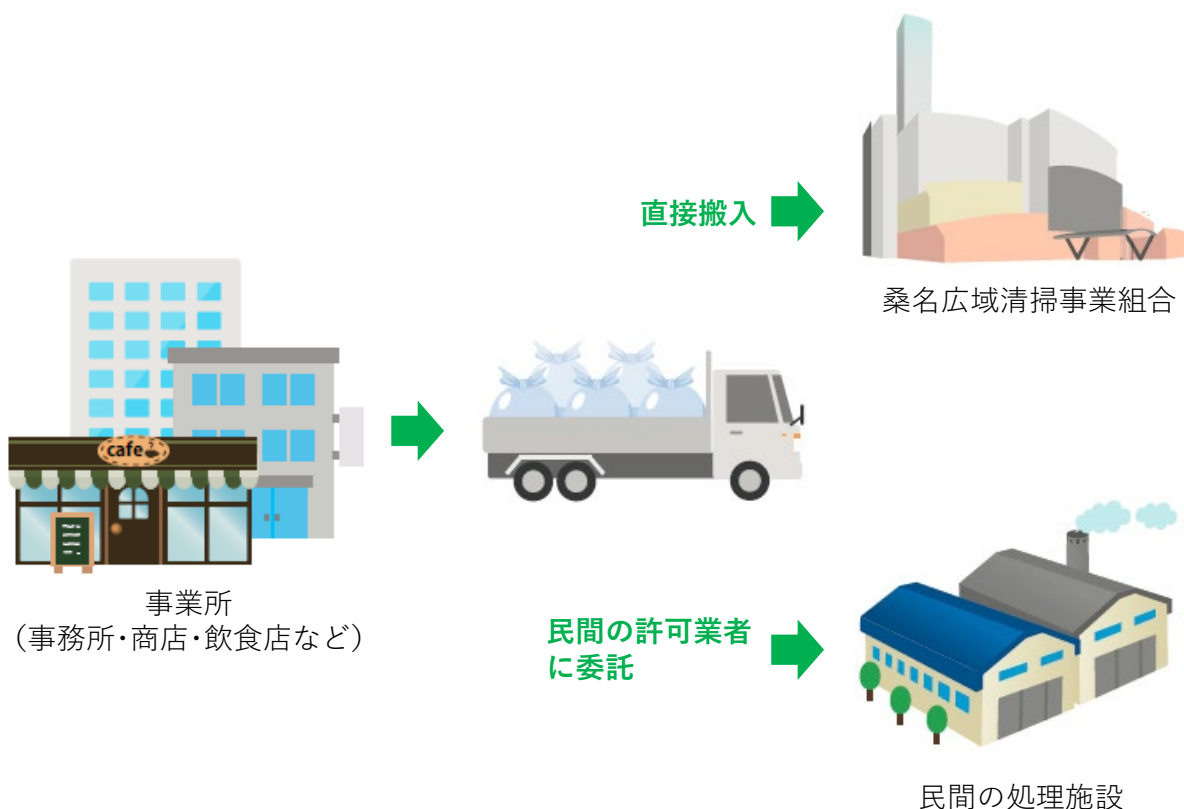 直接搬入
桑名広域清掃事業組合
cafe
事業所
（事務所・商店・飲食店など）
民間の許可業者
に委託
民間の処理施設